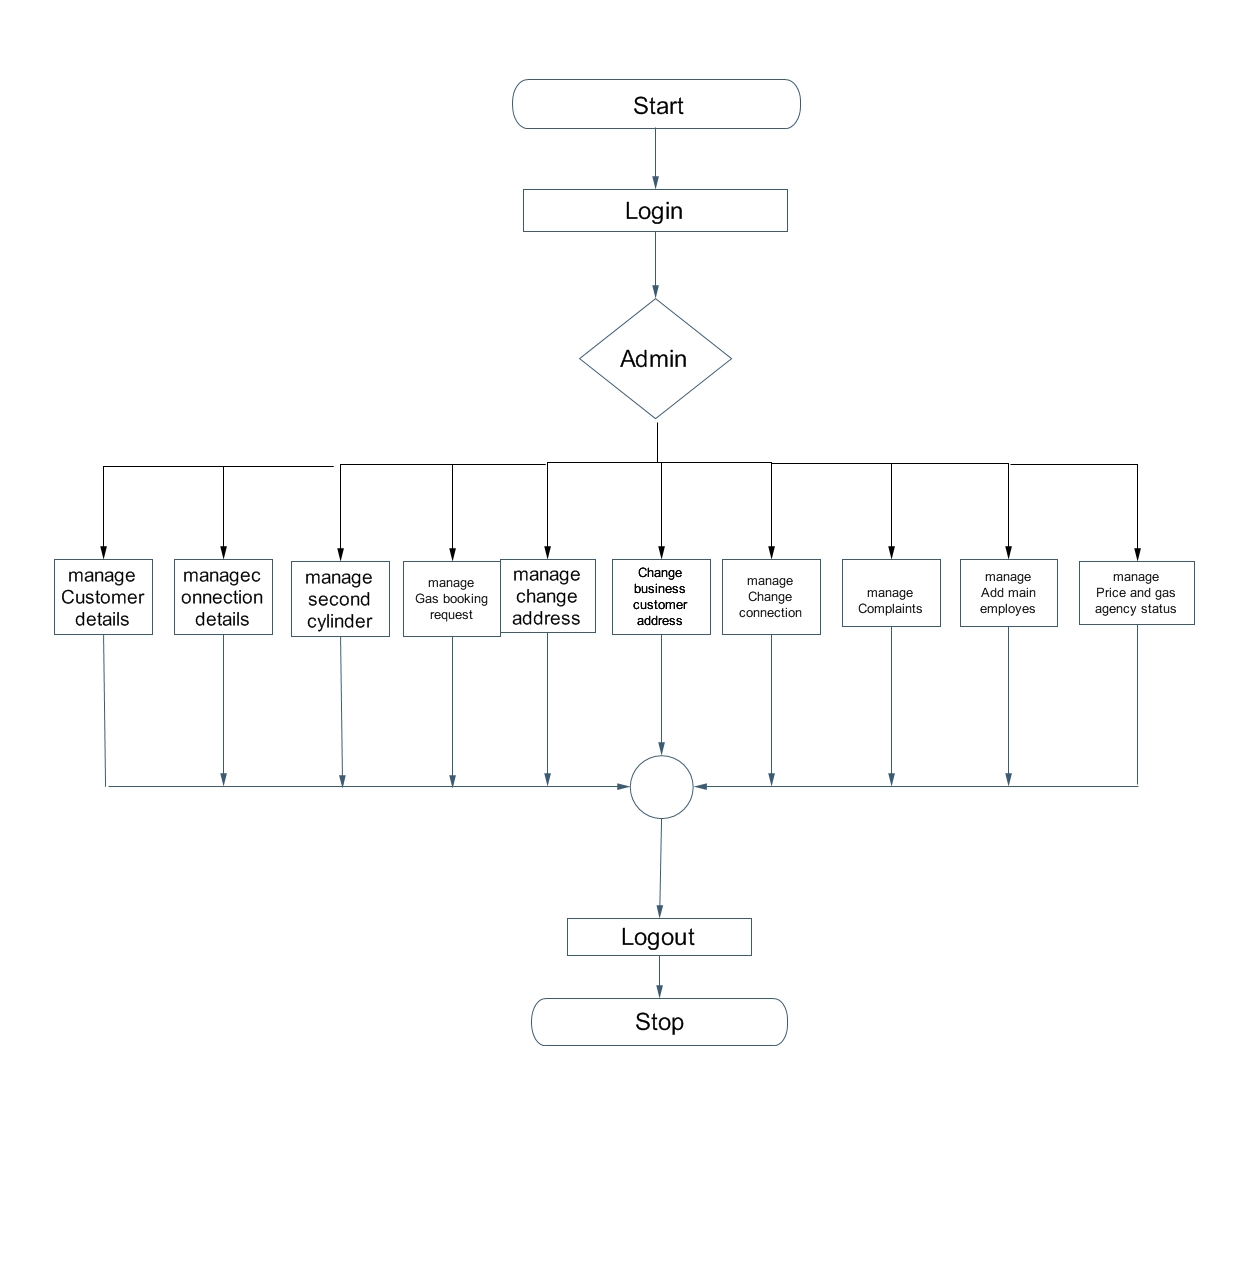 Start
Login
Admin
manage
Customer
details
managec
onnection
details
manage
second
cylinder
manage
Gas booking
request
manage
change
address
Change
business
customer
address
manage
Change
connection
manage
Complaints
manage
Add main
employes
manage
Price and gas
agency status
Logout
Stop